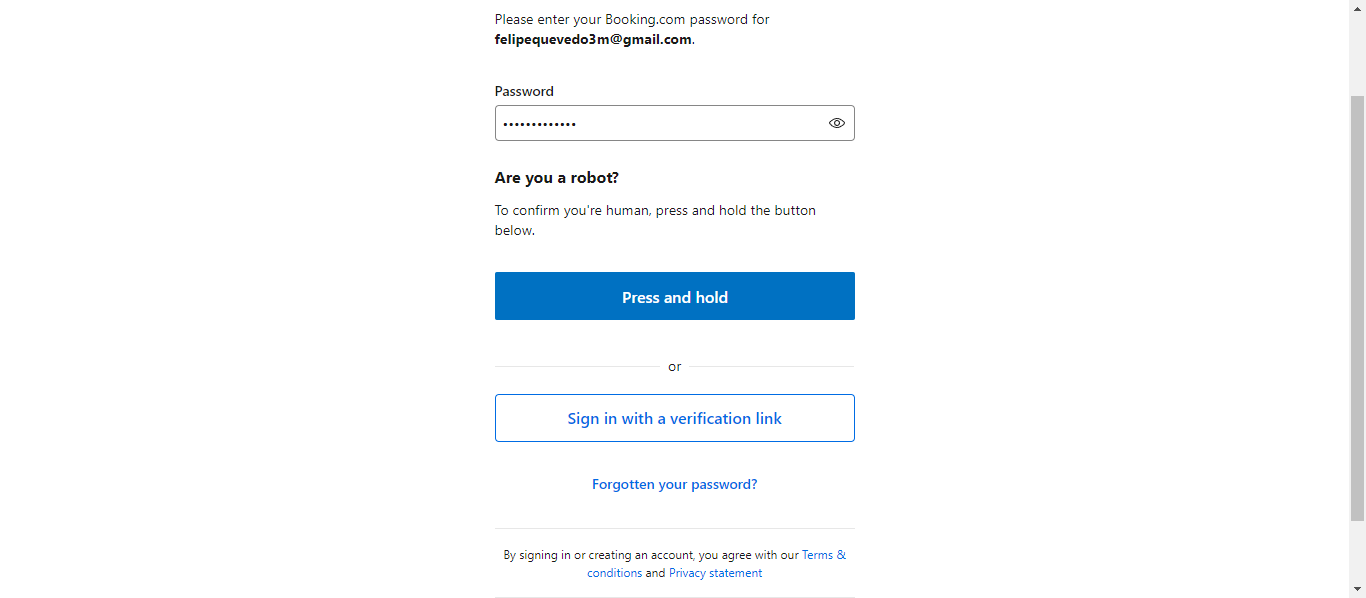 Please enter your Booking.com password for
felipequevedo3m@gmail.com.
Password
•••••••••••••
Are you a robot?
To confirm you're human, press and hold the button
below.
Press and hold
or
Sign in with a verification link
Forgotten your password?
By signing in or creating an account, you agree with our Terms &
conditions and Privacy statement